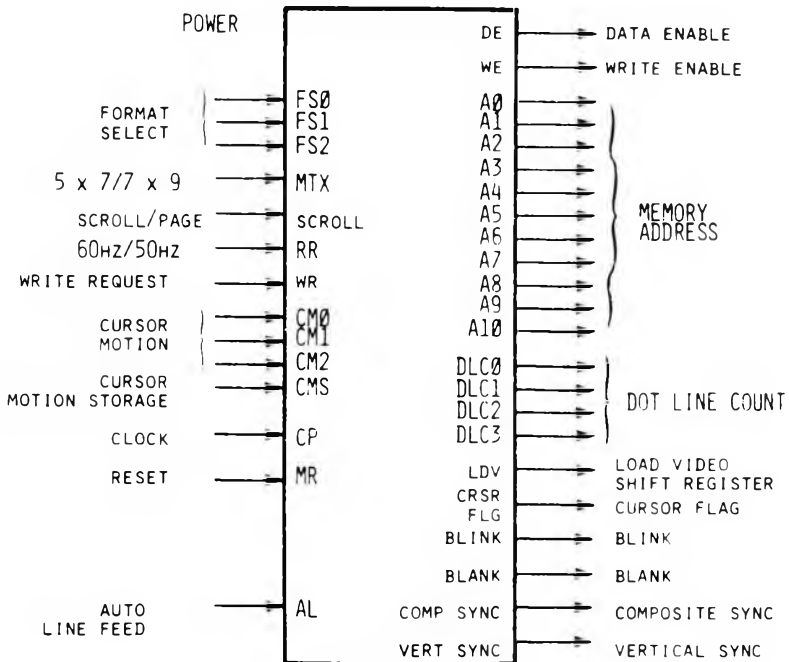 POWER
DE DATA ENABLE
WE WRITE ENABLE
FORMAT
SELECT
FS0
FS1
FS2
5 x 7/7 x 9 MTX
SCROLL/PAGE SCROLL
60HZ/50HZ RR
WRITE REQUEST WR
CURSOR
MOTION
CM0
CM1
CM2
CURSOR
MOTION STORAGE
CMS
CLOCK CP
RESET MR
AUTO
LINE FEED
AL
A0
A1
A2
A3
A4
A5
A6
A7
A8
A9
A10
MEMORY
ADDRESS
DLC0
DLC1
DLC2
DLC3
DOT LINE COUNT
LDV
LOAD VIDEO
SHIFT REGISTER
CRSR
FLG
CURSOR FLAG
BLINK BLINK
BLANK BLANK
COMP SYNC COMPOSITE SYNC
VERT SYNC VERTICAL SYNC